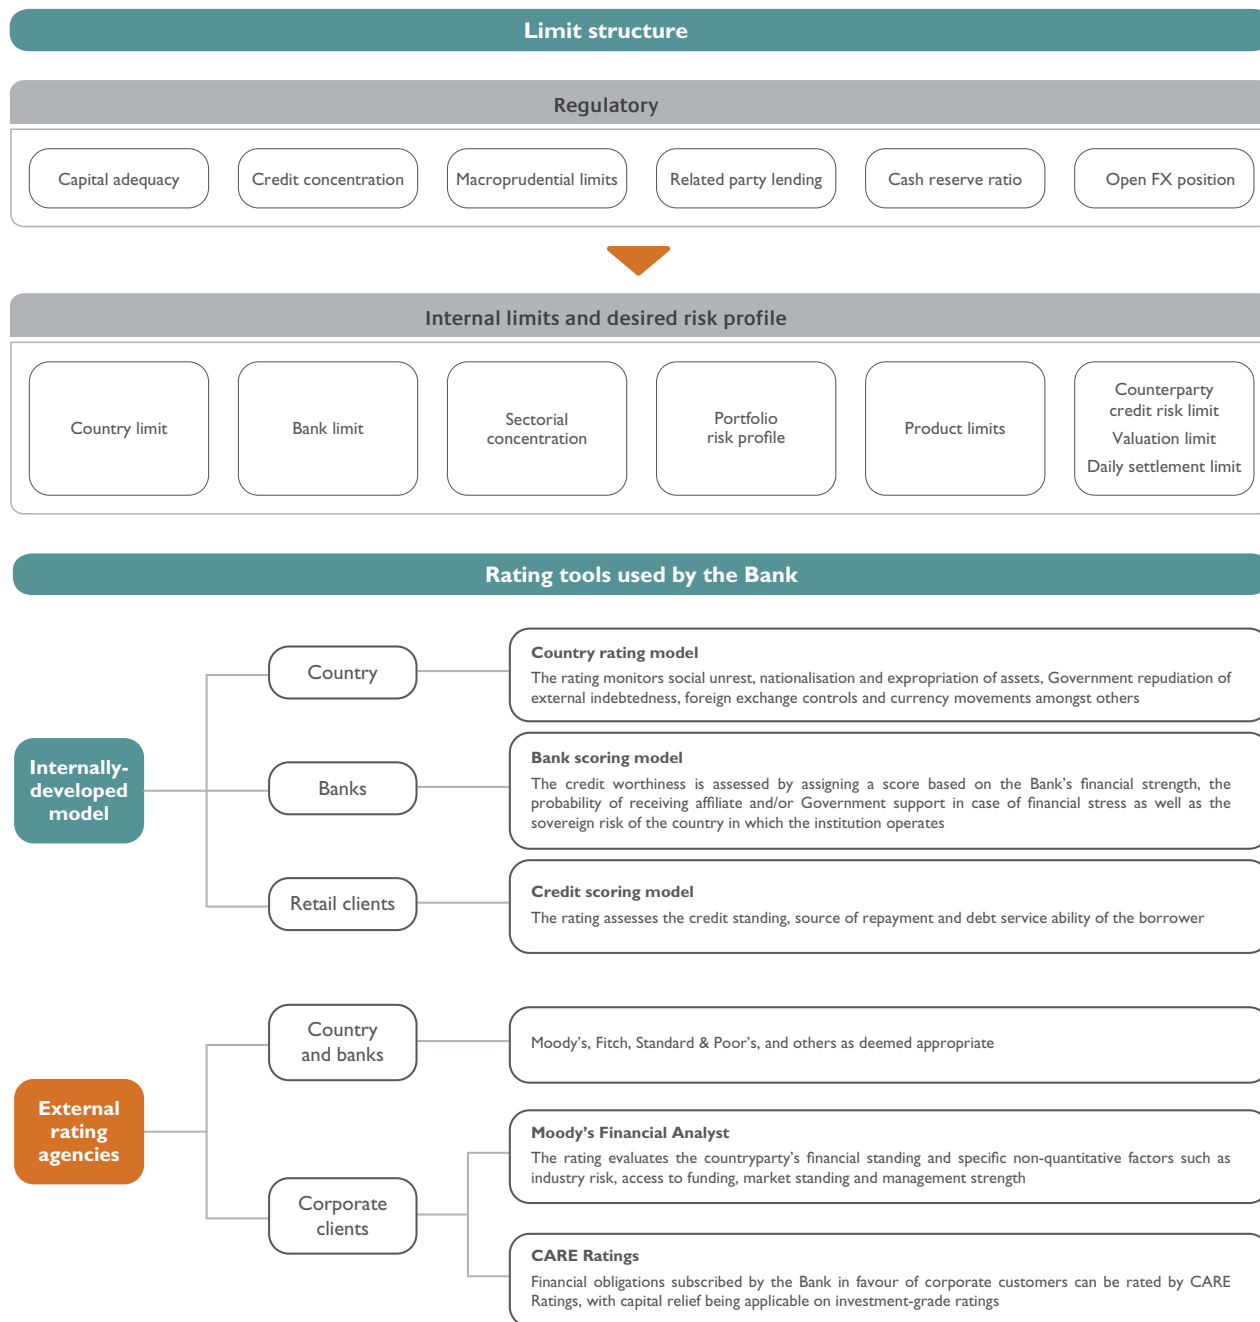 Limit structure
Regulatory
Capital adequacy
Credit concentration
Macroprudential limits
Related party lending
Cash reserve ratio
Open FX position
Internal limits and desired risk profile
Country limit
Bank limit
Sectorial
concentration
Portfolio
risk profile
Product limits
Counterparty
credit risk limit
Valuation limit
Daily settlement limit
Rating tools used by the Bank
Internally-
developed
model
Country
Country rating model
The rating monitors social unrest, nationalisation and expropriation of assets, Government repudiation of
external indebtedness, foreign exchange controls and currency movements amongst others
Banks
Bank scoring model
The credit worthiness is assessed by assigning a score based on the Bank's financial strength, the
probability of receiving affiliate and/or Government support in case of financial stress as well as the
sovereign risk of the country in which the institution operates
Retail clients
Credit scoring model
The rating assesses the credit standing, source of repayment and debt service ability of the borrower
External
rating
agencies
Country
and banks
Moody's, Fitch, Standard & Poor's, and others as deemed appropriate
Corporate
clients
Moody's Financial Analyst
The rating evaluates the countryparty's financial standing and specific non-quantitative factors such as
industry risk, access to funding, market standing and management strength
CARE Ratings
Financial obligations subscribed by the Bank in favour of corporate customers can be rated by CARE
Ratings, with capital relief being applicable on investment-grade ratings